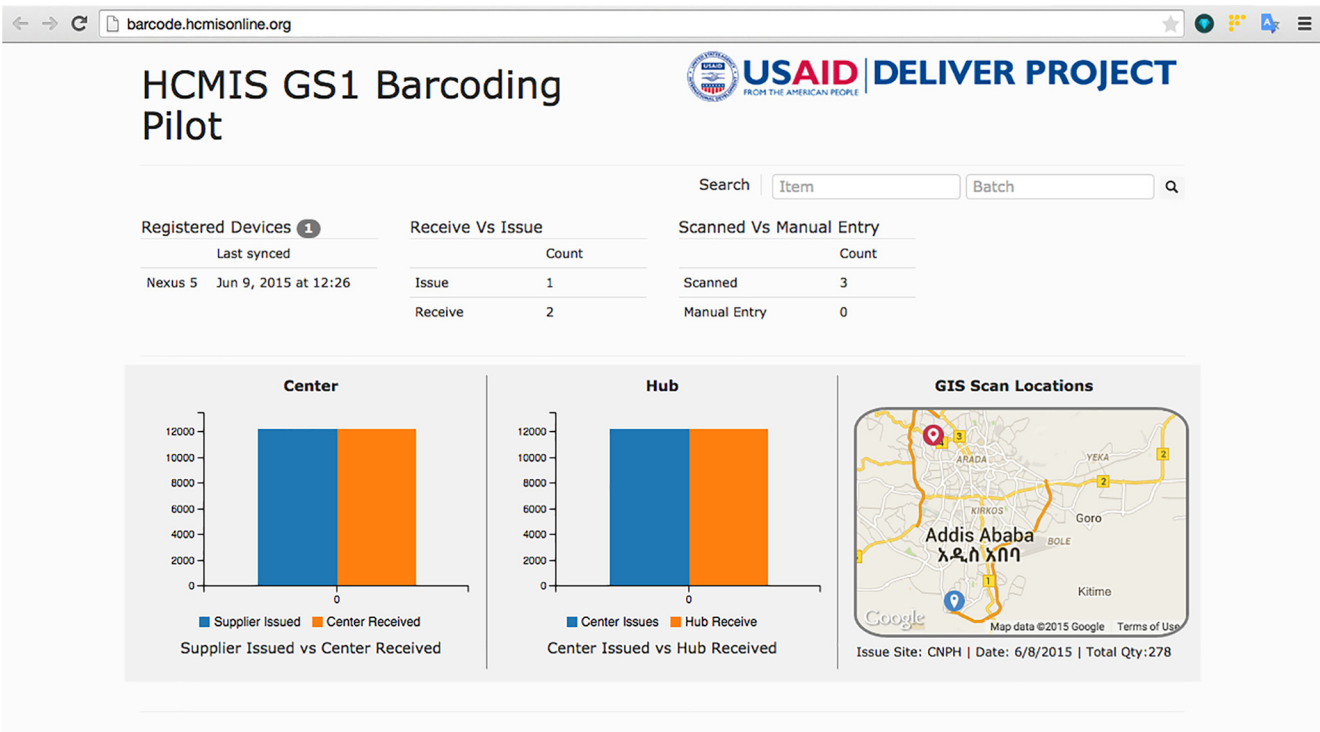 barcode.hcmisonline.org
HCMIS GS1 Barcoding
Pilot
USAID
USAID
FROM THE AMERICAN PEOPLE
DELIVER PROJECT
Search
Item
Batch
Registered Devices 1
Last synced
Nexus 5 Jun 9, 2015 at 12:26
Receive Vs Issue
Count
Issue 1
Receive 2
Scanned Vs Manual Entry
Count
Scanned 3
Manual Entry 0
Center
12000
10000
8000
6000
4000
2000
0
0
Supplier Issued Center Received
Supplier Issued vs Center Received
Hub
12000
10000
8000
6000
4000
2000
0
0
Center Issues Hub Receive
Center Issued vs Hub Received
GIS Scan Locations
3
4
ARADA
YEKA
2
2
KIRKOS
Goro
Addis Ababa
አዲስ አበባ
BOLE
1
Kitime
Google
Map data ©2015 Google Terms of Use
Issue Site: CNPH | Date: 6/8/2015 | Total Qty:278